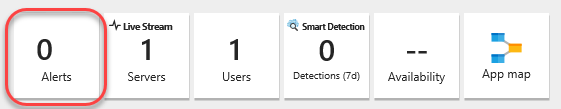 0
Alerts
Live Stream
1
Servers
1
Users
Smart Detection
0
Detections (7d)
--
Availability
App map